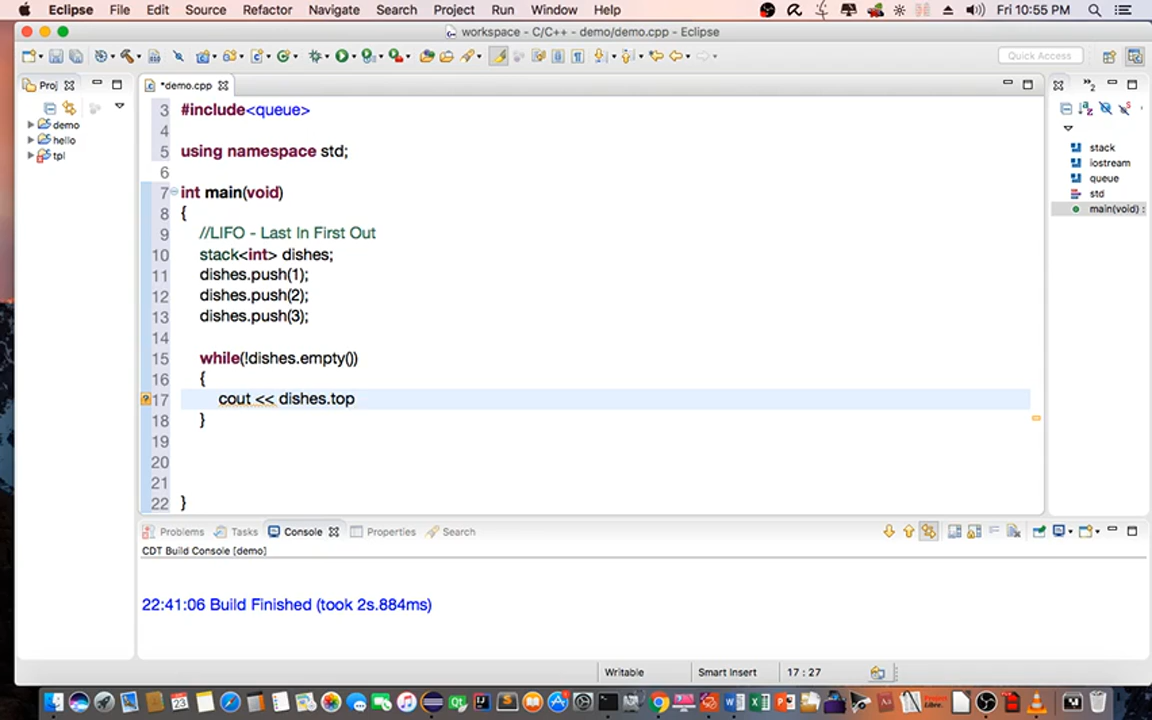 Eclipse File Edit Source Refactor Navigate Search Project Run Window Help Fri 10:55 PM
workspace - C/C++ - demo/demo.cpp - Eclipse
Quick Access
Proj
*demo.cpp
2
demo
hello
tpl
3 #include<queue>
4
5 using namespace std;
6
7 int main(void)
8 {
9 //LIFO - Last In First Out
10 stack<int> dishes;
11 dishes.push(1);
12 dishes.push(2);
13 dishes.push(3);
14
15 while(!dishes.empty())
16 {
17 cout << dishes.top
18 }
19
20
21
22 }
stack
iostream
queue
std
main(void) :
Problems Tasks Console Properties Search
CDT Build Console [demo]
22:41:06 Build Finished (took 2s.884ms)
Writable Smart Insert 17 : 27